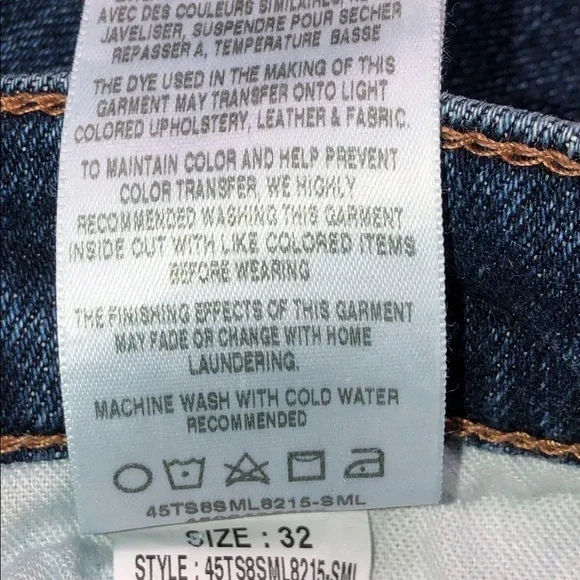 AVEC DES COULEURS SIMILAIREN, NE
JAVELISER, SUSPENDRE POUR SECHER
REPASSER A, TEMPERATURE BASSE
THE DYE USED IN THE MAKING OF THIS
GARMENT MAY TRANSFER ONTO LIGHT
COLORED UPHOLSTERY, LEATHER & FABRIC.
TO MAINTAIN COLOR AND HELP PREVENT
COLOR TRANSFER, WE HIGHLY
RECOMMENDED WASHING THIS GARMENT
INSIDE OUT WITH LIKE COLORED ITEMS
BEFORE WEARING
THE FINISHING EFFECTS OF THIS GARMENT
MAY FADE OR CHANGE WITH HOME
LAUNDERING.
MACHINE WASH WITH COLD WATER
RECOMMENDED
45TS8SML8215-SML
SIZE : 32
STYLE : 45TS8SML8215-SML